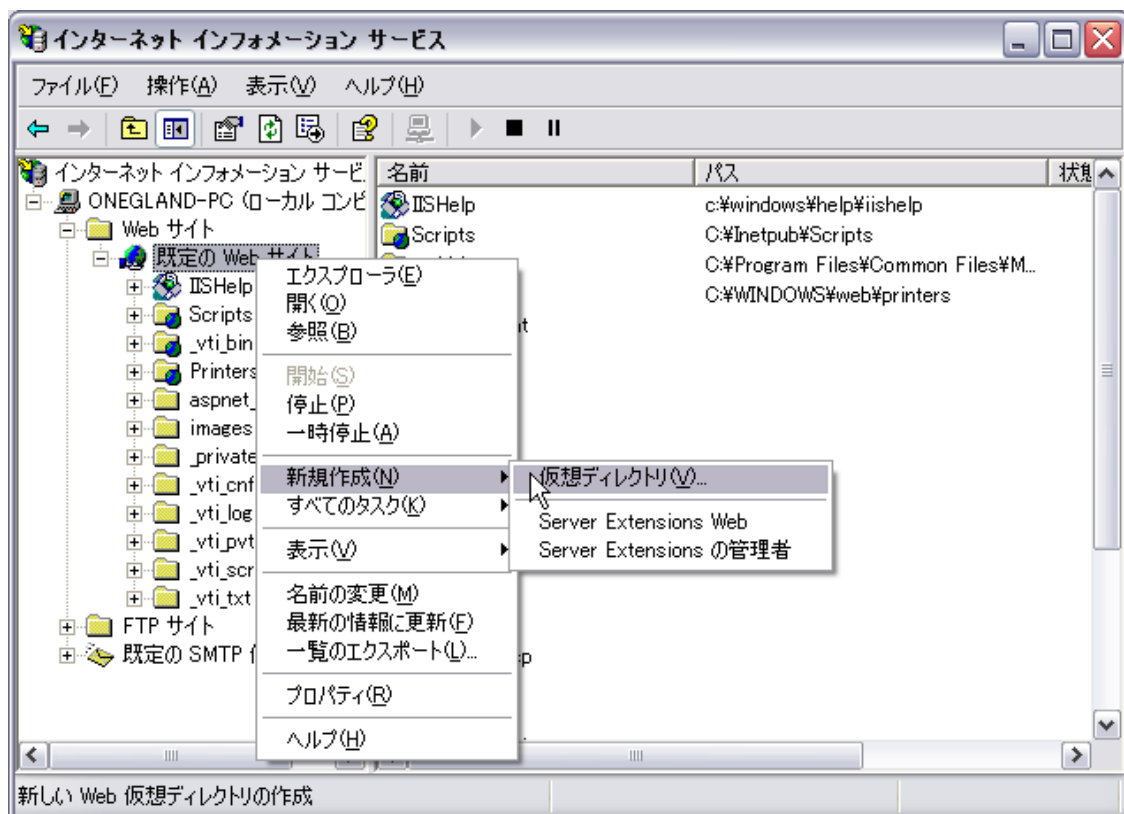 インターネット インフォメーション サービス
ファイル(F) 操作(A) 表示(V) ヘルプ(H)
インターネット インフォメーション サービ
ONEGLAND-PC (ローカル コンピ
Web サイト
既定の Web サイト
IISHelp
Scripts
_vti_bin
Printers
aspnet_
images
_private
_vti_cnf
_vti_log
_vti_pvt
_vti_scr
_vti_txt
FTP サイト
既定の SMTP
名前 パス 状態
IISHelp c:¥windows¥help¥iishelp
Scripts C:¥Inetpub¥Scripts
C:¥Program Files¥Common Files¥M...
C:¥WINDOWS¥web¥printers
エクスプローラ(E)
開く(O)
参照(B)
開始(S)
停止(P)
一時停止(A)
新規作成(N)
すべてのタスク(K)
表示(V)
名前の変更(M)
最新の情報に更新(F)
一覧のエクスポート(L)...
プロパティ(R)
ヘルプ(H)
仮想ディレクトリ(V)...
Server Extensions Web
Server Extensions の管理者
新しい Web 仮想ディレクトリの作成